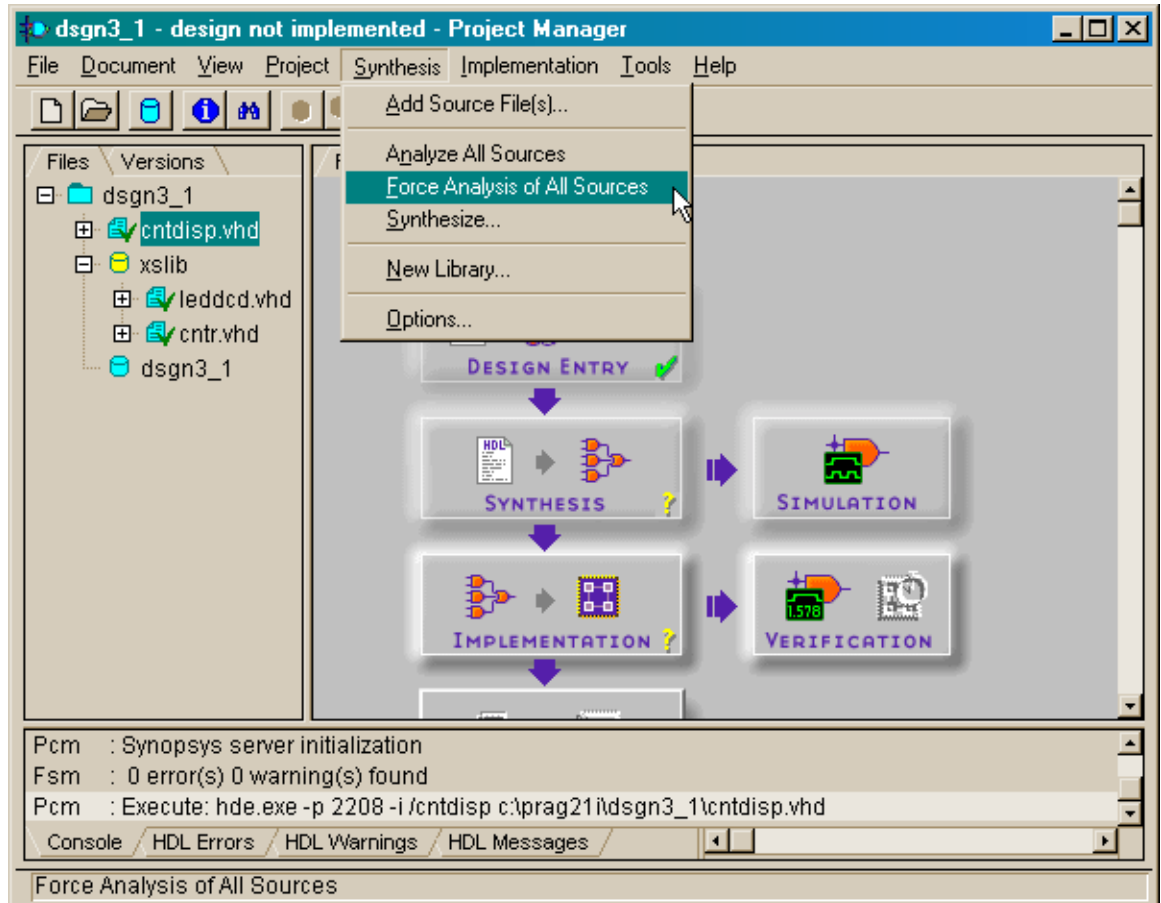 dsgn3_1 - design not implemented - Project Manager
File Document View Project Synthesis Implementation Tools Help
Add Source File(s)...
Analyze All Sources
Force Analysis of All Sources
Synthesize...
New Library...
Options...
Files Versions
dsgn3_1
cntdisp.vhd
xslib
leddcd.vhd
cntr.vhd
dsgn3_1
DESIGN ENTRY
HDL
SYNTHESIS ?
SIMULATION
IMPLEMENTATION ?
1.578
VERIFICATION
Pcm : Synopsys server initialization
Fsm : 0 error(s) 0 warning(s) found
Pcm : Execute: hde.exe -p 2208 -i /cntdisp c:\prag21i\dsgn3_1\cntdisp.vhd
Console HDL Errors HDL Warnings HDL Messages
Force Analysis of All Sources